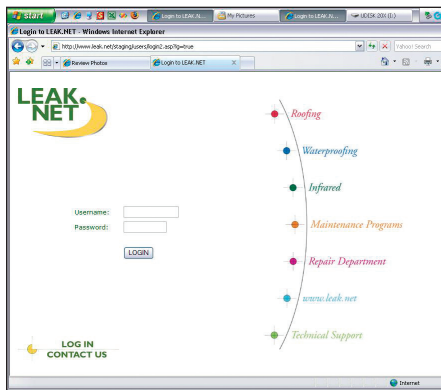 start
Login to LEAK.N...
My Pictures
Login to LEAK.N...
UDISK 20X (I:)
Login to LEAK.NET - Windows Internet Explorer
http://www.leak.net/staging/users/login2.asp?lg=true
Yahoo! Search
Review Photos
Login to LEAK.NET
X
LEAK.
NET
Roofing
Waterproofing
Infrared
Username:
Maintenance Programs
Password:
LOGIN
Repair Department
www.leak.net
Technical Support
LOG IN
CONTACT US
Internet